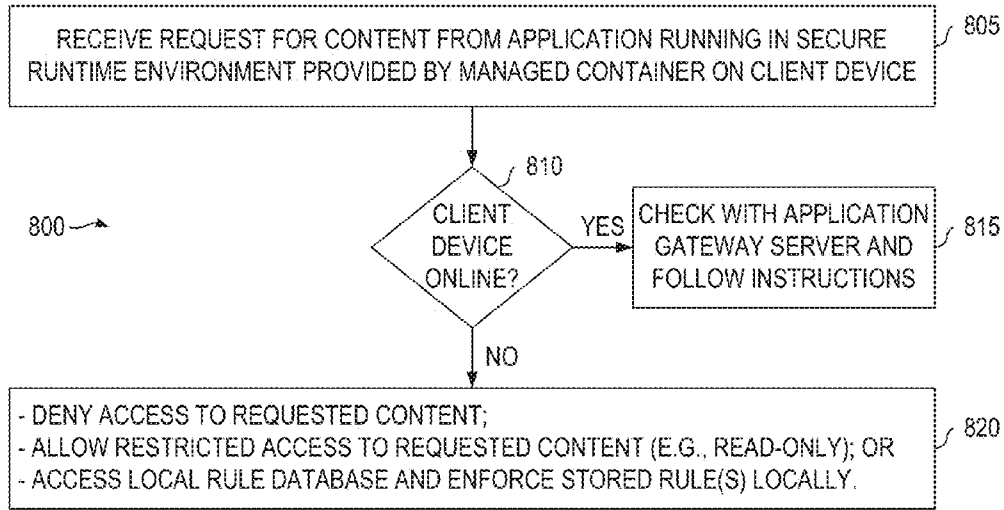 RECEIVE REQUEST FOR CONTENT FROM APPLICATION RUNNING IN SECURE
RUNTIME ENVIRONMENT PROVIDED BY MANAGED CONTAINER ON CLIENT DEVICE
805
810
800
CLIENT
DEVICE
ONLINE?
YES
CHECK WITH APPLICATION
GATEWAY SERVER AND
FOLLOW INSTRUCTIONS
815
NO
- DENY ACCESS TO REQUESTED CONTENT;
- ALLOW RESTRICTED ACCESS TO REQUESTED CONTENT (E.G., READ-ONLY); OR
- ACCESS LOCAL RULE DATABASE AND ENFORCE STORED RULE(S) LOCALLY.
820